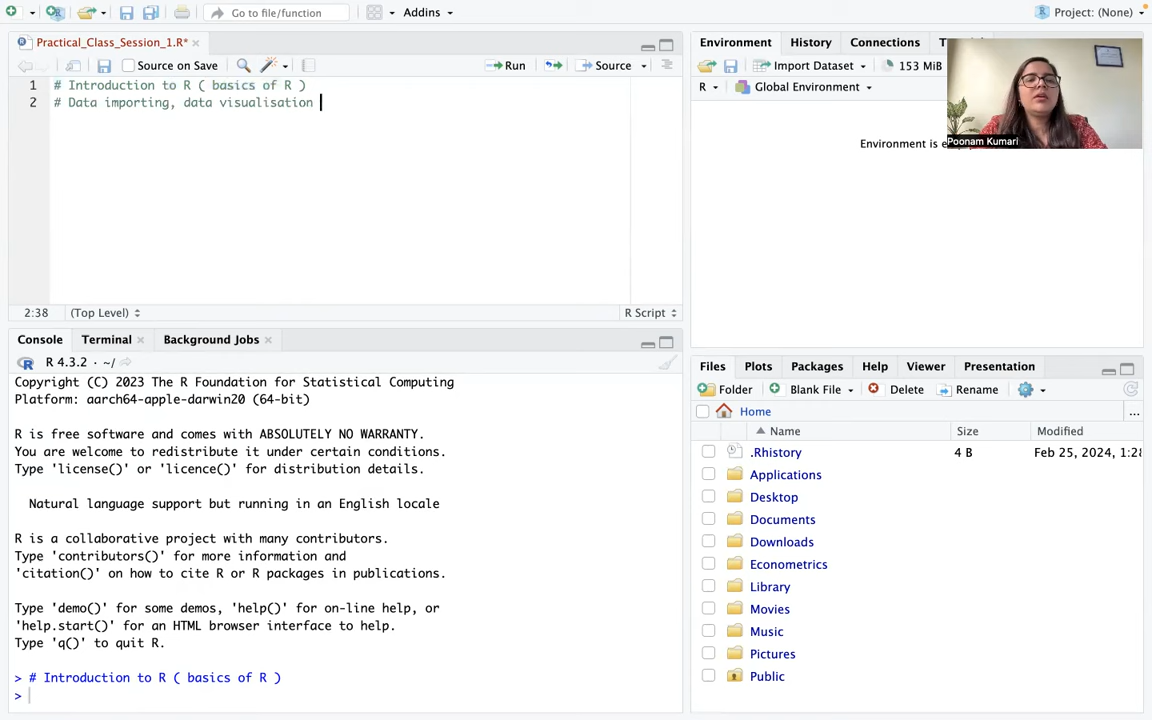 Go to file/function
Addins
Project: (None)
Practical_Class_Session_1.R*
Source on Save
Run
Source
1 # Introduction to R ( basics of R )
2 # Data importing, data visualisation
2:38 (Top Level) R Script
Console Terminal Background Jobs
R 4.3.2 · ~/
Copyright (C) 2023 The R Foundation for Statistical Computing
Platform: aarch64-apple-darwin20 (64-bit)
R is free software and comes with ABSOLUTELY NO WARRANTY.
You are welcome to redistribute it under certain conditions.
Type 'license()' or 'licence()' for distribution details.
Natural language support but running in an English locale
R is a collaborative project with many contributors.
Type 'contributors()' for more information and
'citation()' on how to cite R or R packages in publications.
Type 'demo()' for some demos, 'help()' for on-line help, or
'help.start()' for an HTML browser interface to help.
Type 'q()' to quit R.
> # Introduction to R ( basics of R )
>
Environment History Connections
Import Dataset 153 MiB
R Global Environment
Environment is
Poonam Kumari
Files Plots Packages Help Viewer Presentation
Folder Blank File Delete Rename
Home ...
Name Size Modified
.Rhistory 4 B Feb 25, 2024, 1:28
Applications
Desktop
Documents
Downloads
Econometrics
Library
Movies
Music
Pictures
Public